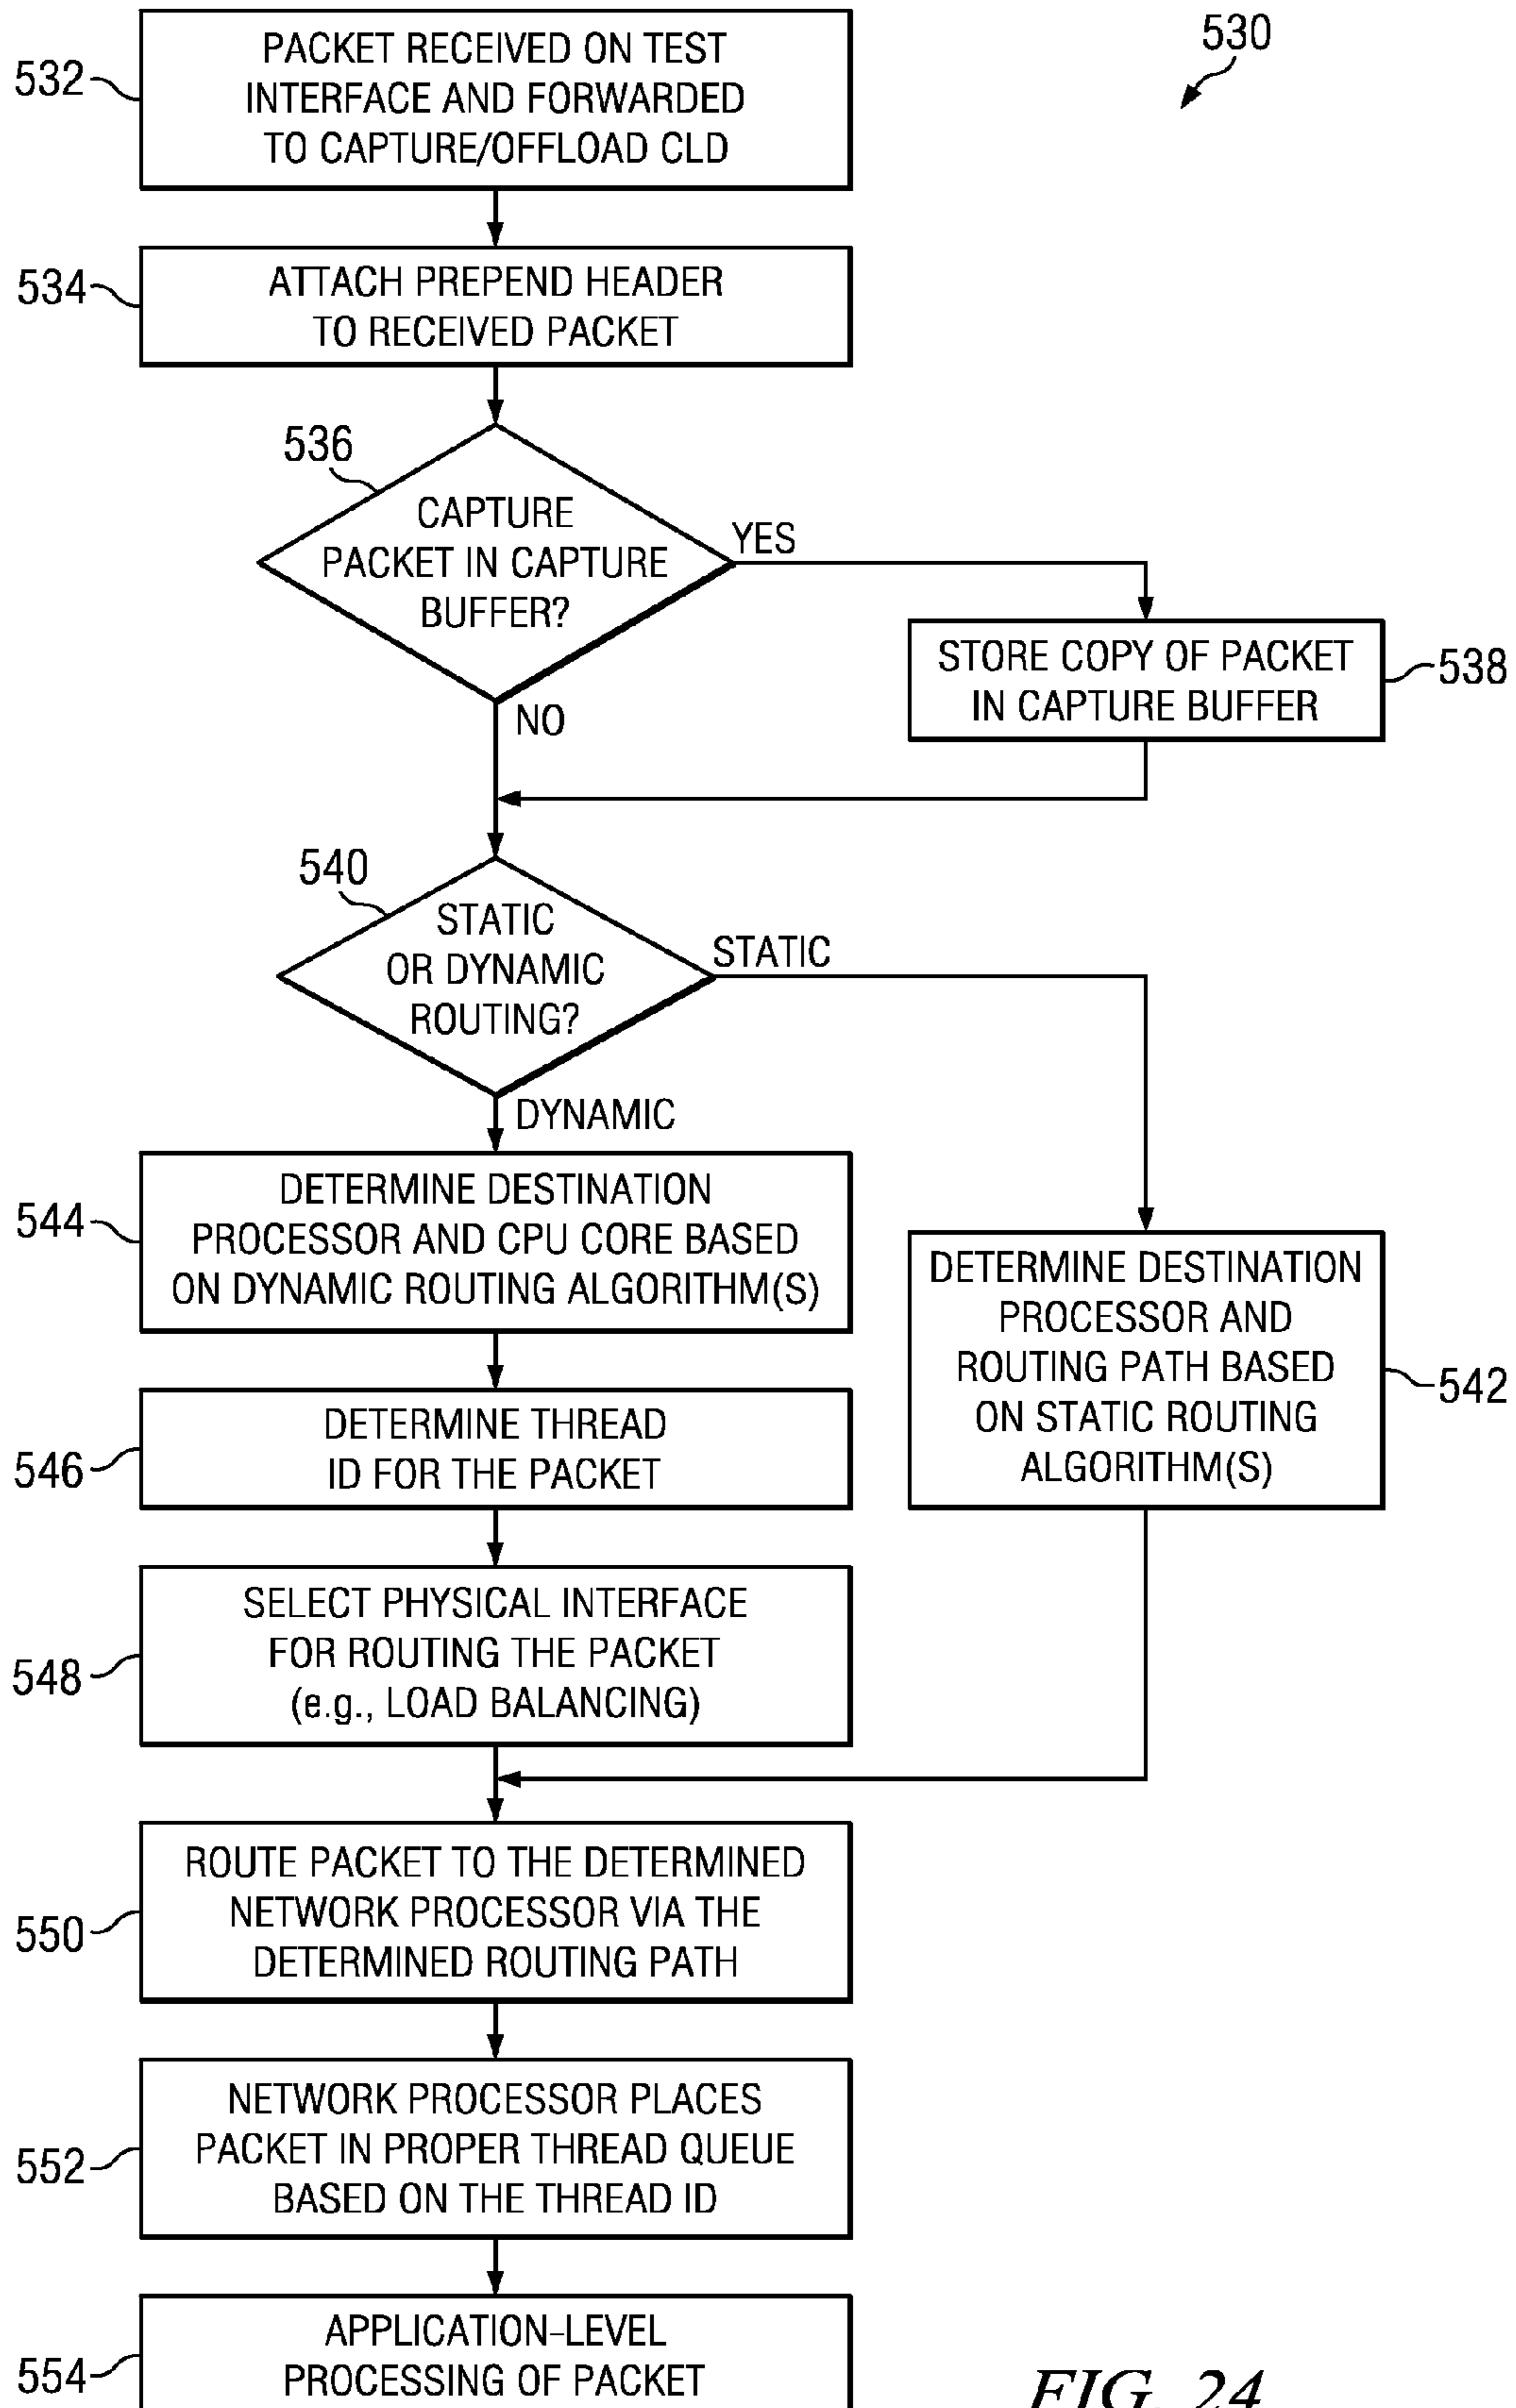 530
532
PACKET RECEIVED ON TEST
INTERFACE AND FORWARDED
TO CAPTURE/OFFLOAD CLD
534
ATTACH PREPEND HEADER
TO RECEIVED PACKET
536
CAPTURE
PACKET IN CAPTURE
BUFFER?
YES
NO
STORE COPY OF PACKET
IN CAPTURE BUFFER
538
540
STATIC
OR DYNAMIC
ROUTING?
STATIC
DYNAMIC
544
DETERMINE DESTINATION
PROCESSOR AND CPU CORE BASED
ON DYNAMIC ROUTING ALGORITHM(S)
DETERMINE DESTINATION
PROCESSOR AND
ROUTING PATH BASED
ON STATIC ROUTING
ALGORITHM(S)
542
546
DETERMINE THREAD
ID FOR THE PACKET
548
SELECT PHYSICAL INTERFACE
FOR ROUTING THE PACKET
(e.g., LOAD BALANCING)
550
ROUTE PACKET TO THE DETERMINED
NETWORK PROCESSOR VIA THE
DETERMINED ROUTING PATH
552
NETWORK PROCESSOR PLACES
PACKET IN PROPER THREAD QUEUE
BASED ON THE THREAD ID
554
APPLICATION-LEVEL
PROCESSING OF PACKET
FIG. 24